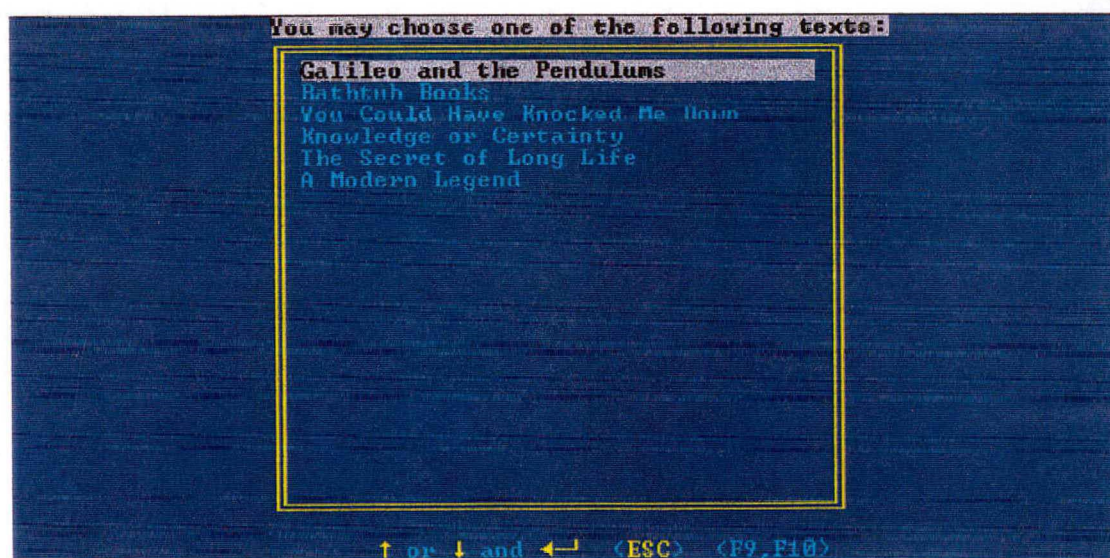 You may choose one of the following texts:
Galileo and the Pendulums
Bathtub Books
You Could Have Knocked Me Down
Knowledge or Certainty
The Secret of Long Life
A Modern Legend
↑ or ↓ and ◄─┘ <ESC> <F9,F10>